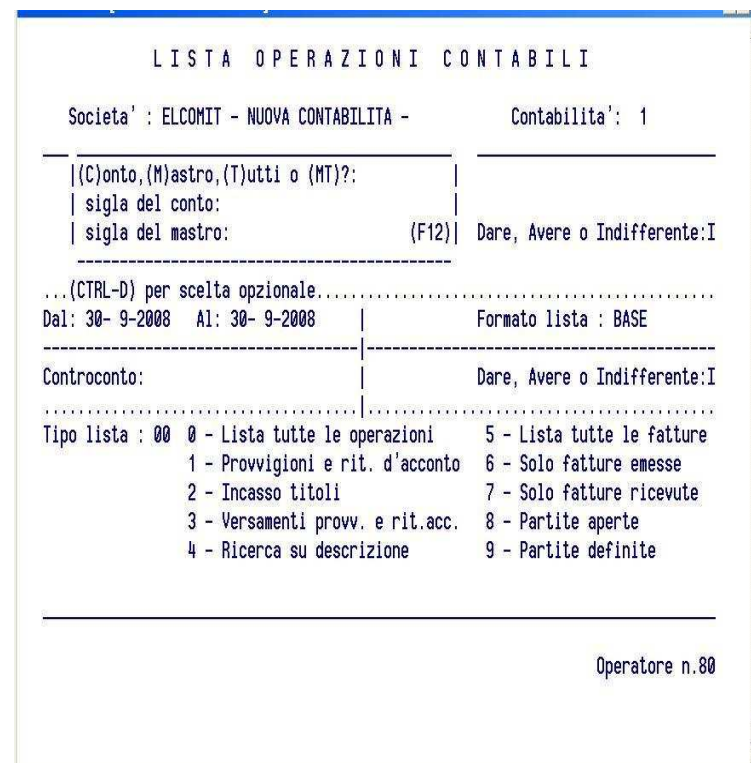 LISTA OPERAZIONI CONTABILI
Societa' : ELCOMIT - NUOVA CONTABILITA - Contabilita': 1
(C)onto,(M)astro,(T)utti o (MT)?:
sigla del conto:
sigla del mastro: (F12) Dare, Avere o Indifferente:I
...(CTRL-D) per scelta opzionale...............................................
Dal: 30- 9-2008 Al: 30- 9-2008 | Formato lista : BASE
Controconto: | Dare, Avere o Indifferente:I
Tipo lista : 00 0 - Lista tutte le operazioni 5 - Lista tutte le fatture
1 - Provvigioni e rit. d'acconto 6 - Solo fatture emesse
2 - Incasso titoli 7 - Solo fatture ricevute
3 - Versamenti provv. e rit.acc. 8 - Partite aperte
4 - Ricerca su descrizione 9 - Partite definite
Operatore n.80